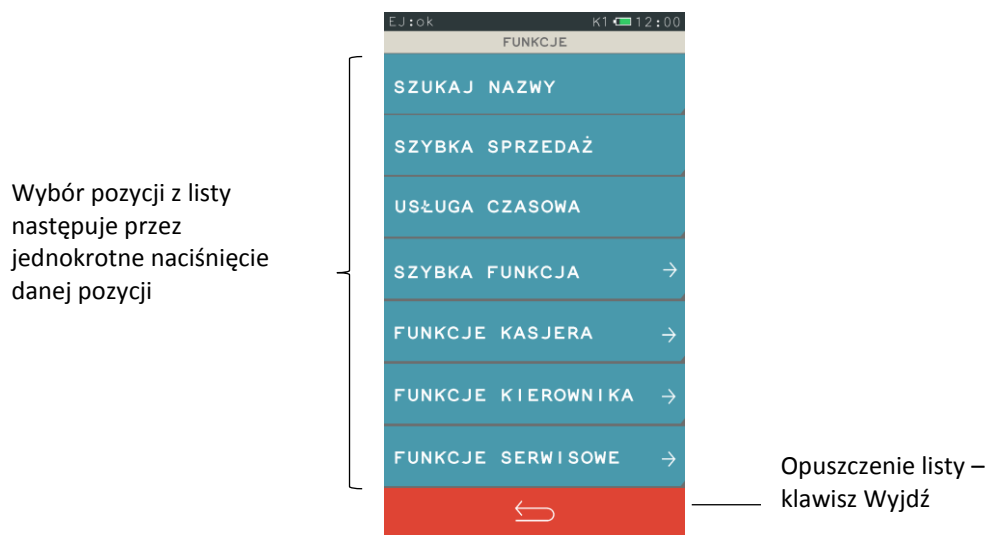 EJ:ok K1 12:00
FUNKCJE
SZUKAJ NAZWY
SZYBKA SPRZEDAŻ
USŁUGA CZASOWA
SZYBKA FUNKCJA
FUNKCJE KASJERA
FUNKCJE KIEROWNIKA
FUNKCJE SERWISOWE
Wybór pozycji z listy
następuje przez
jednokrotne naciśnięcie
danej pozycji
Opuszczenie listy –
klawisz Wyjdź